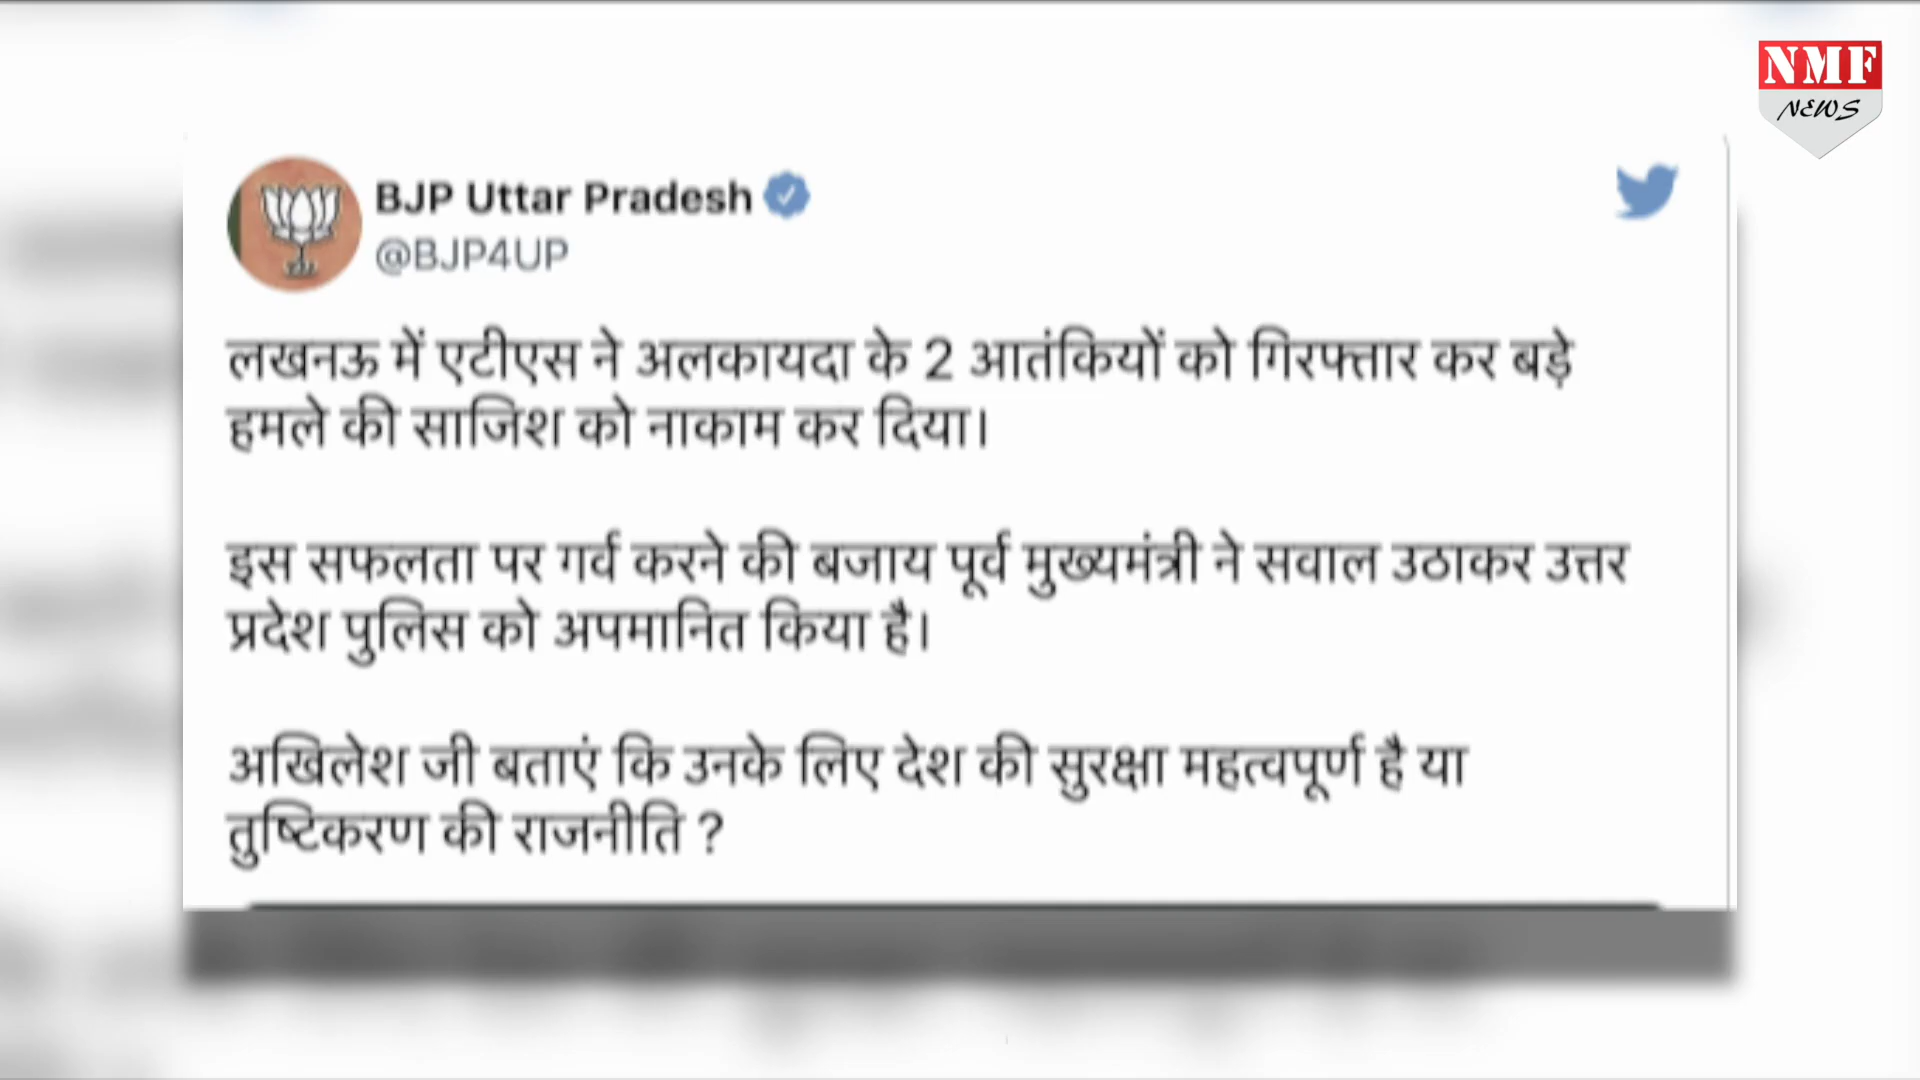 NMF
NEWS
BJP Uttar Pradesh
@BJP4UP
लखनऊ में एटीएस ने अलकायदा के 2 आतंकियों को गिरफ्तार कर बड़े
हमले की साजिश को नाकाम कर दिया।
इस सफलता पर गर्व करने की बजाय पूर्व मुख्यमंत्री ने सवाल उठाकर उत्तर
प्रदेश पुलिस को अपमानित किया है।
अखिलेश जी बताएं कि उनके लिए देश की सुरक्षा महत्वपूर्ण है या
तुष्टिकरण की राजनीति ?